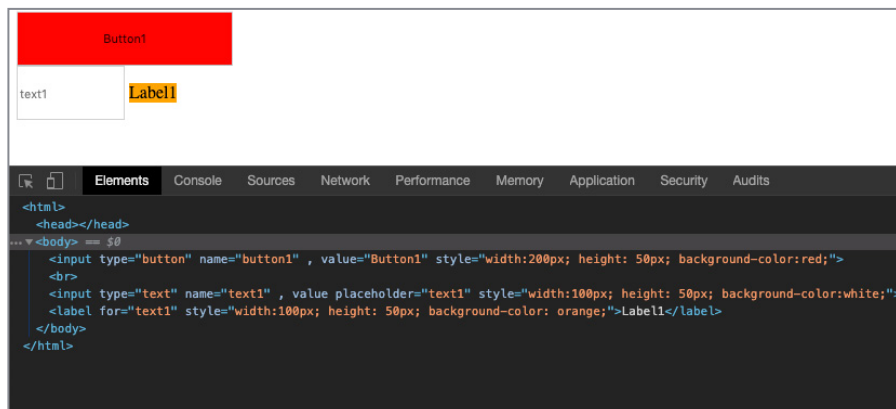 Button1
text1 Label1
Elements Console Sources Network Performance Memory Application Security Audits
<html>
<head></head>
... ▼<body> == $0
<input type="button" name="button1" , value="Button1" style="width:200px; height: 50px; background-color:red;">
<br>
<input type="text" name="text1" , value placeholder="text1" style="width:100px; height: 50px; background-color:white;">
<label for="text1" style="width:100px; height: 50px; background-color: orange;">Label1</label>
</body>
</html>